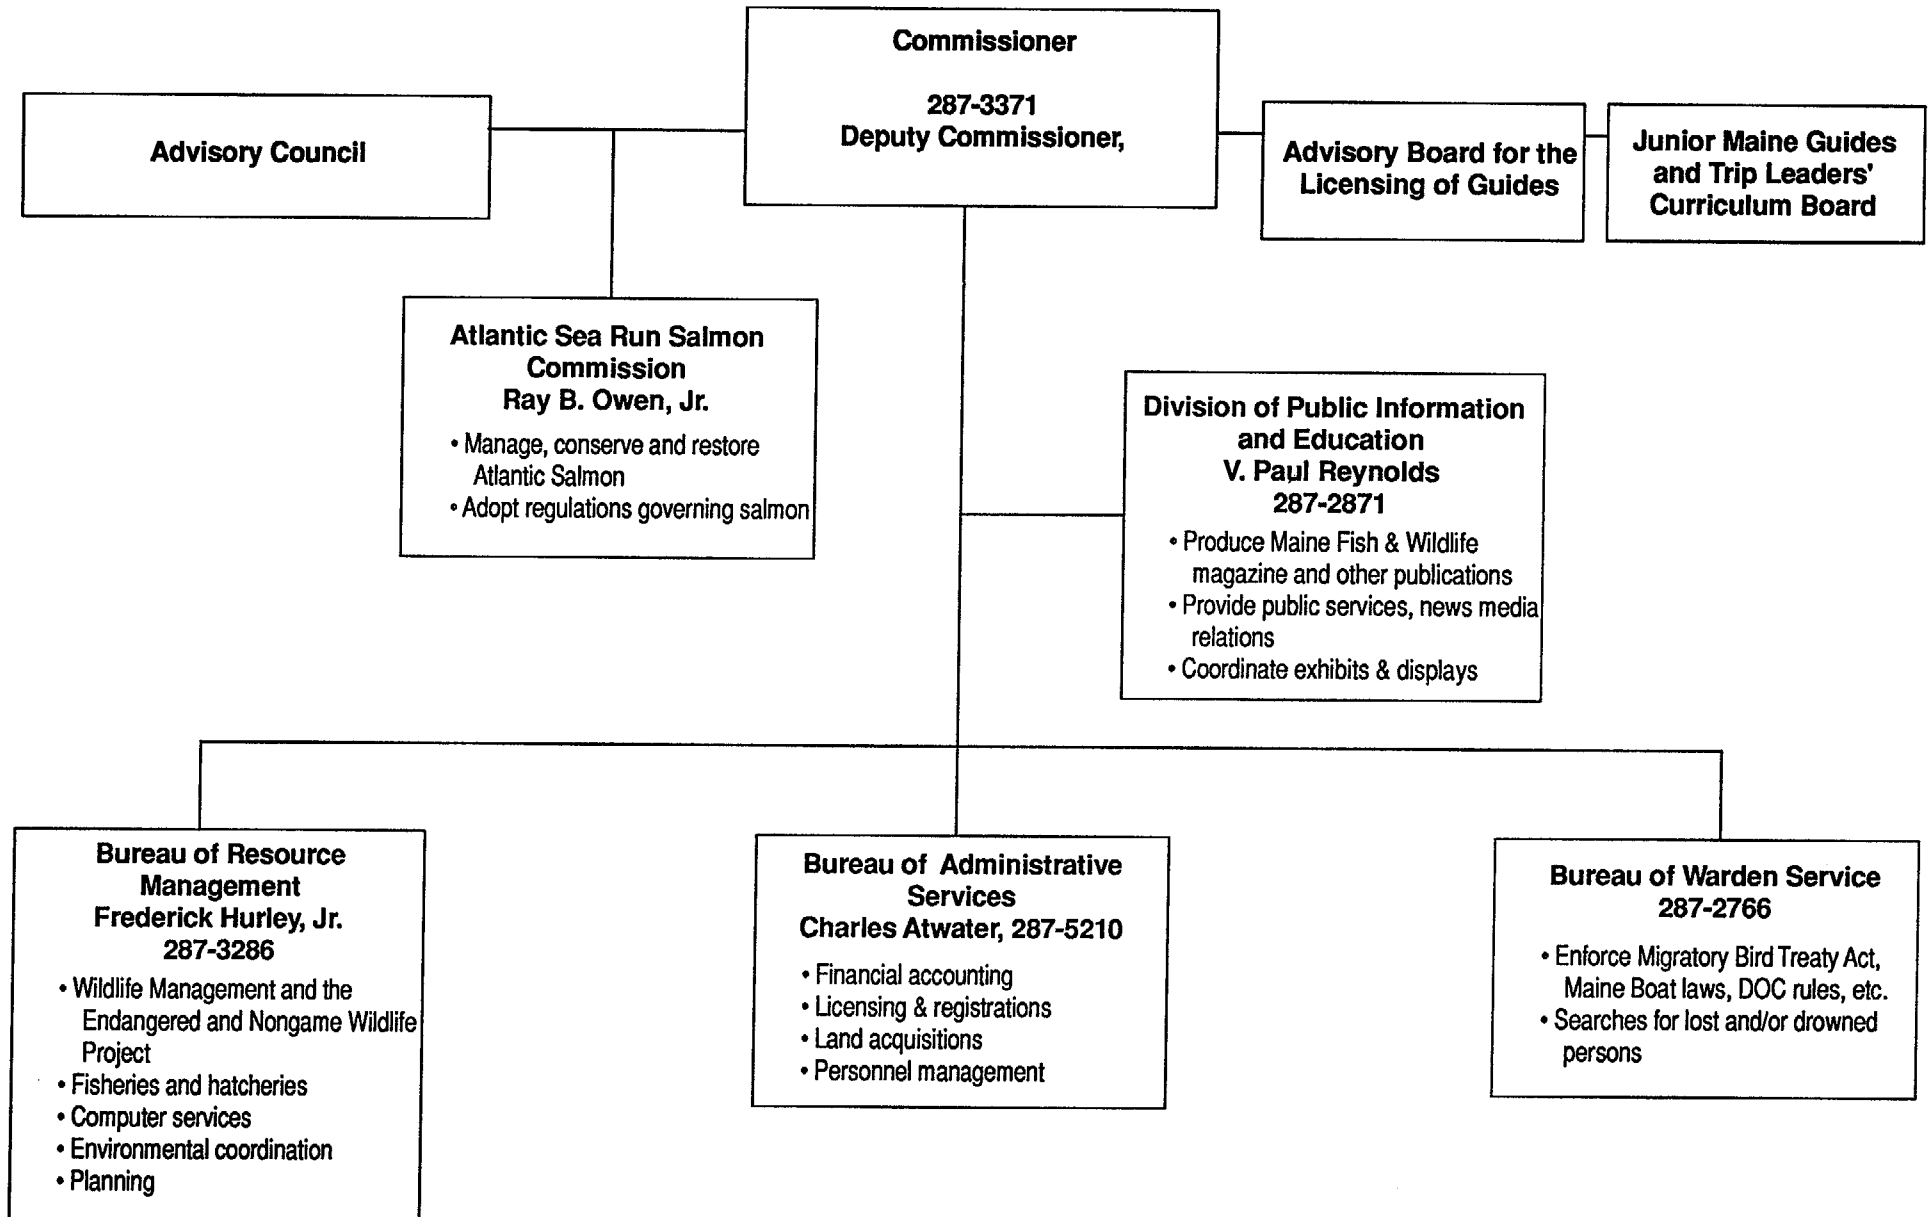 Commissioner
287-3371
Deputy Commissioner,
Advisory Council
Advisory Board for the
Licensing of Guides
Junior Maine Guides
and Trip Leaders'
Curriculum Board
Atlantic Sea Run Salmon
Commission
Ray B. Owen, Jr.
• Manage, conserve and restore
Atlantic Salmon
• Adopt regulations governing salmon
Division of Public Information
and Education
V. Paul Reynolds
287-2871
• Produce Maine Fish & Wildlife
magazine and other publications
• Provide public services, news media
relations
• Coordinate exhibits & displays
Bureau of Resource
Management
Frederick Hurley, Jr.
287-3286
• Wildlife Management and the
Endangered and Nongame Wildlife
Project
• Fisheries and hatcheries
• Computer services
• Environmental coordination
• Planning
Bureau of Administrative
Services
Charles Atwater, 287-5210
• Financial accounting
• Licensing & registrations
• Land acquisitions
• Personnel management
Bureau of Warden Service
287-2766
• Enforce Migratory Bird Treaty Act,
Maine Boat laws, DOC rules, etc.
• Searches for lost and/or drowned
persons